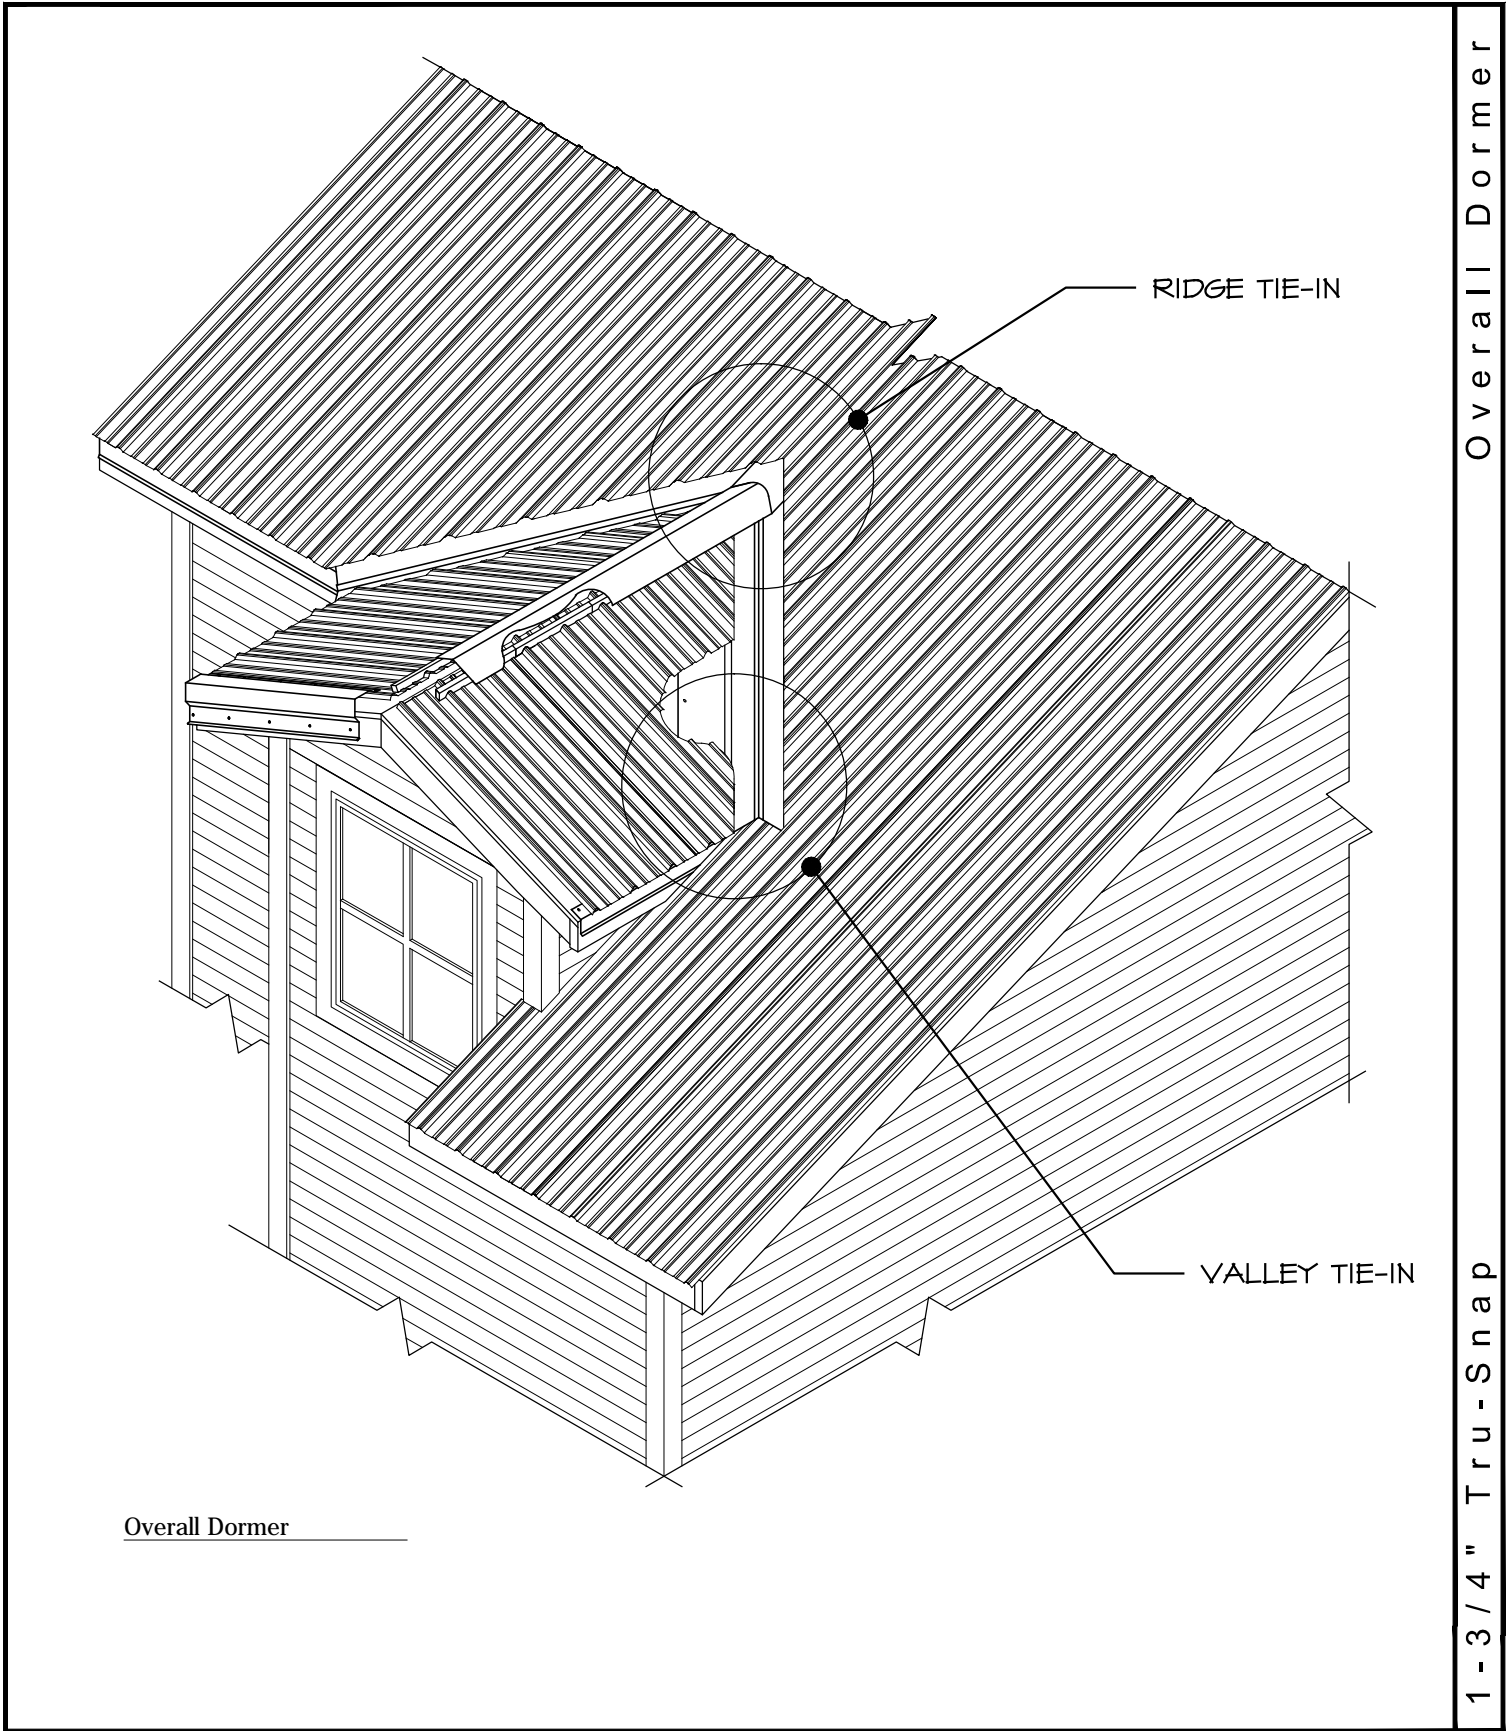 RIDGE TIE-IN
VALLEY TIE-IN
Overall Dormer
1-3/4" Tru-Snap Overall Dormer